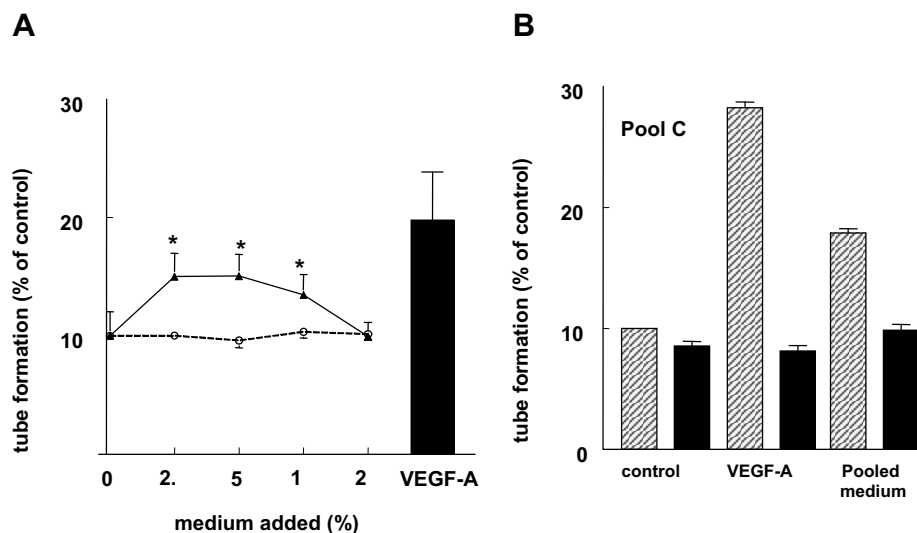 A
B
tube formation (% of control)
30
20
10
*
*
*
0
2.
5
1
2
VEGF-A
medium added (%)
tube formation (% of control)
30
20
10
0
Pool C
control
VEGF-A
Pooled
medium